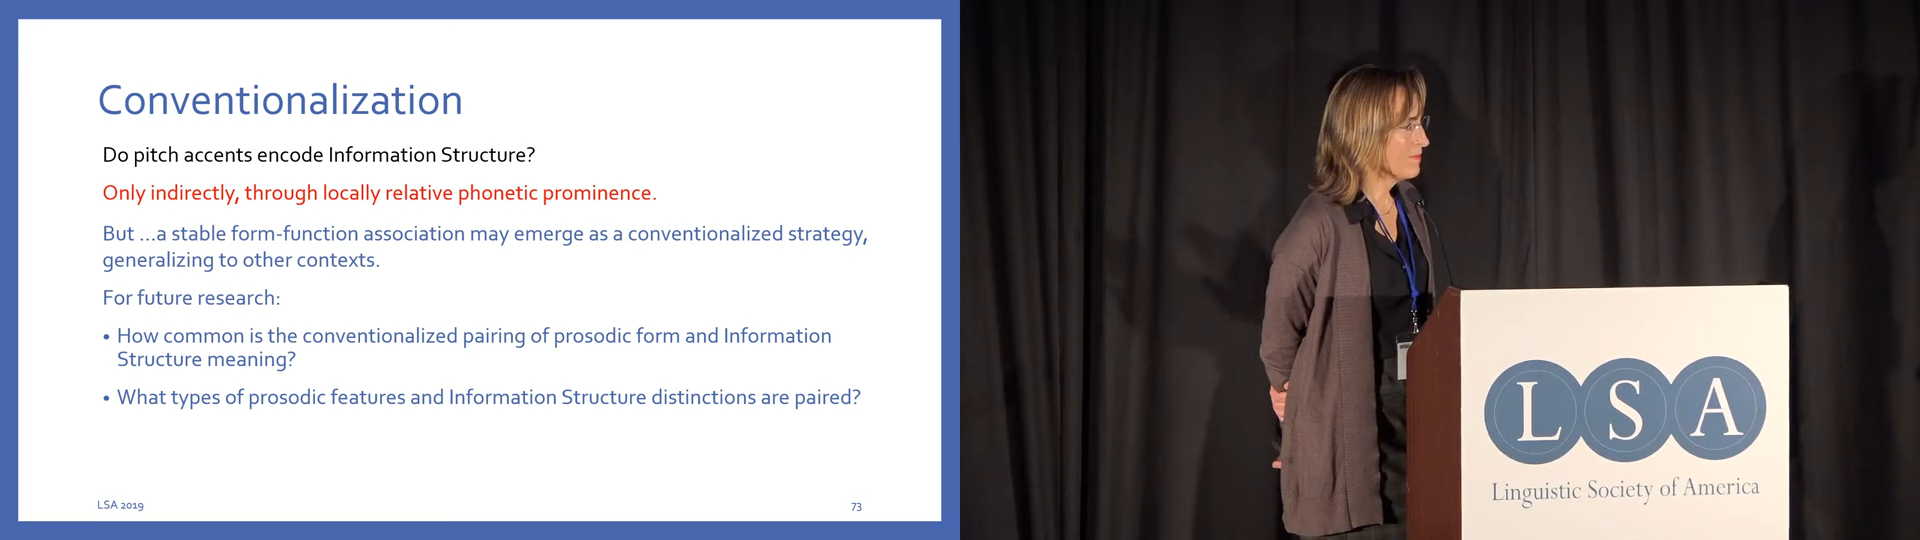 Conventionalization
Do pitch accents encode Information Structure?
Only indirectly, through locally relative phonetic prominence.
But ...a stable form-function association may emerge as a conventionalized strategy,
generalizing to other contexts.
For future research:
• How common is the conventionalized pairing of prosodic form and Information
Structure meaning?
• What types of prosodic features and Information Structure distinctions are paired?
LSA 2019
73
LSA
Linguistic Society of America